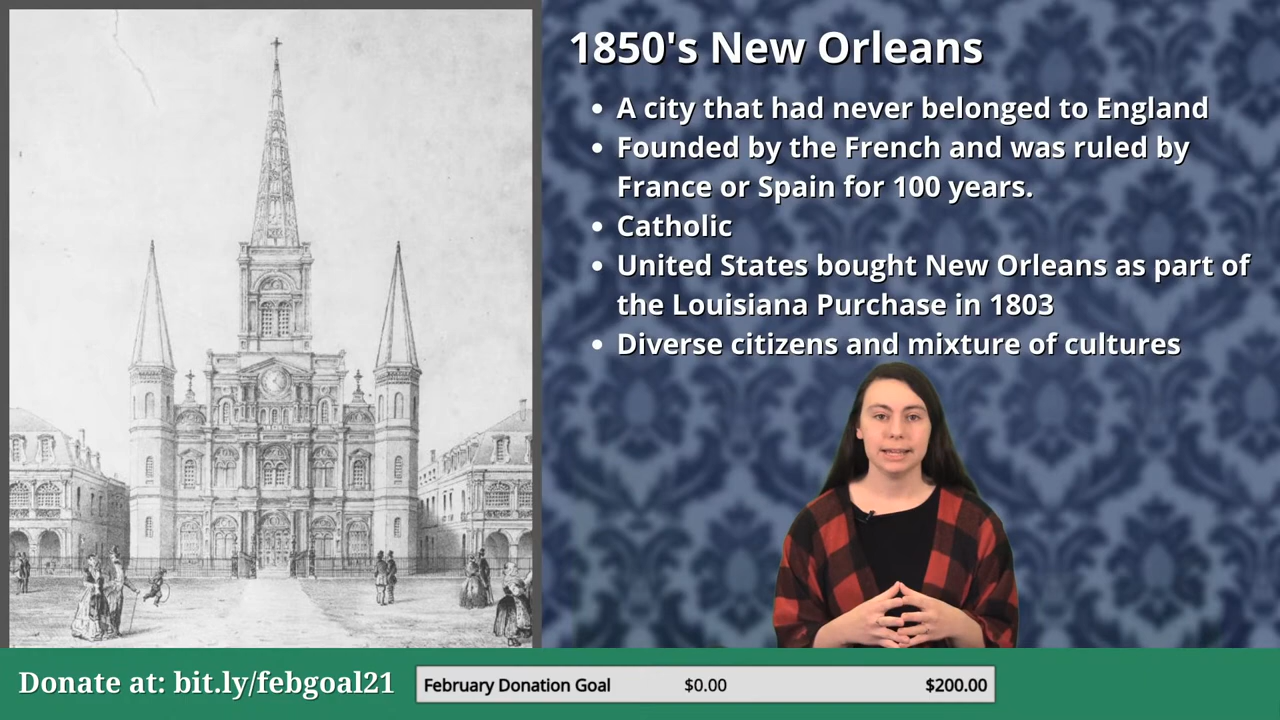 1850's New Orleans
• A city that had never belonged to England
• Founded by the French and was ruled by
France or Spain for 100 years.
• Catholic
• United States bought New Orleans as part of
the Louisiana Purchase in 1803
• Diverse citizens and mixture of cultures
Donate at: bit.ly/febgoal21
February Donation Goal $0.00 $200.00